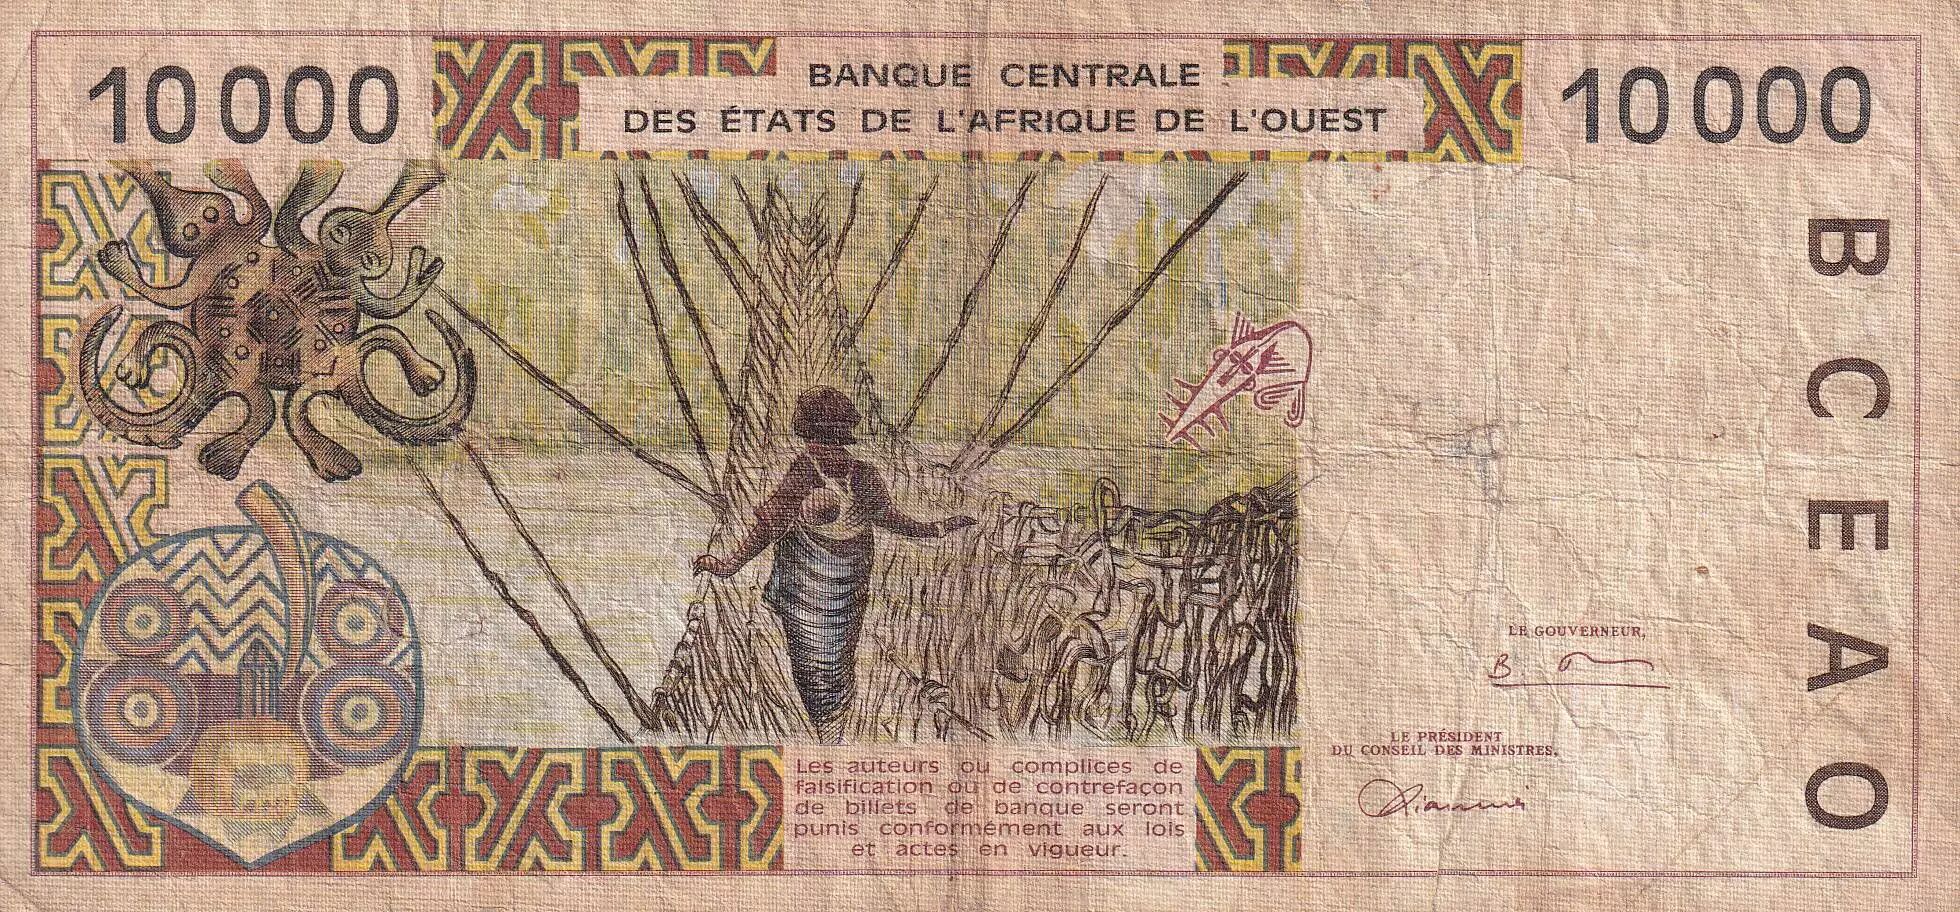 10 000
BANQUE CENTRALE
DES ÉTATS DE L'AFRIQUE DE L'OUEST
10 000
BCEAO
LE GOUVERNEUR,
LE PRÉSIDENT
DU CONSEIL DES MINISTRES,
Les auteurs ou complices de
falsification ou de contrefaçon
de billets de banque seront
punis conformément aux lois
et actes en vigueur.